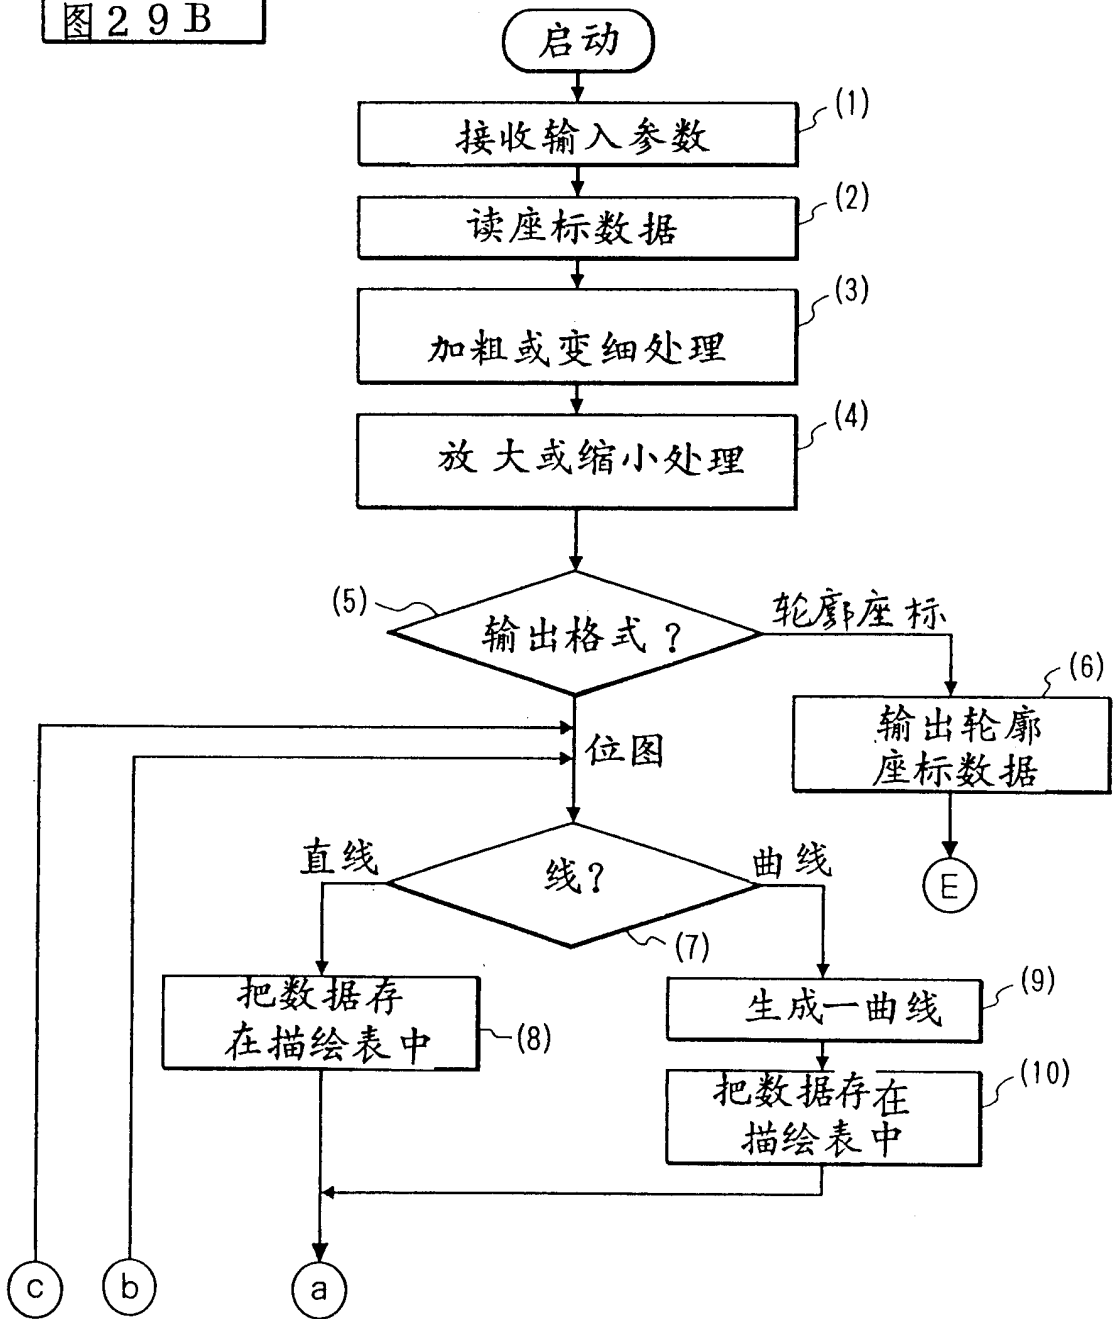 图29B
启动
接收输入参数
(1)
读座标数据
(2)
加粗或变细处理
(3)
放大或缩小处理
(4)
输出格式？
(5)
轮廓座标
输出轮廓
座标数据
(6)
E
位图
线？
(7)
直线
曲线
把数据存
在描绘表中
(8)
生成一曲线
(9)
把数据存在
描绘表中
(10)
c
b
a